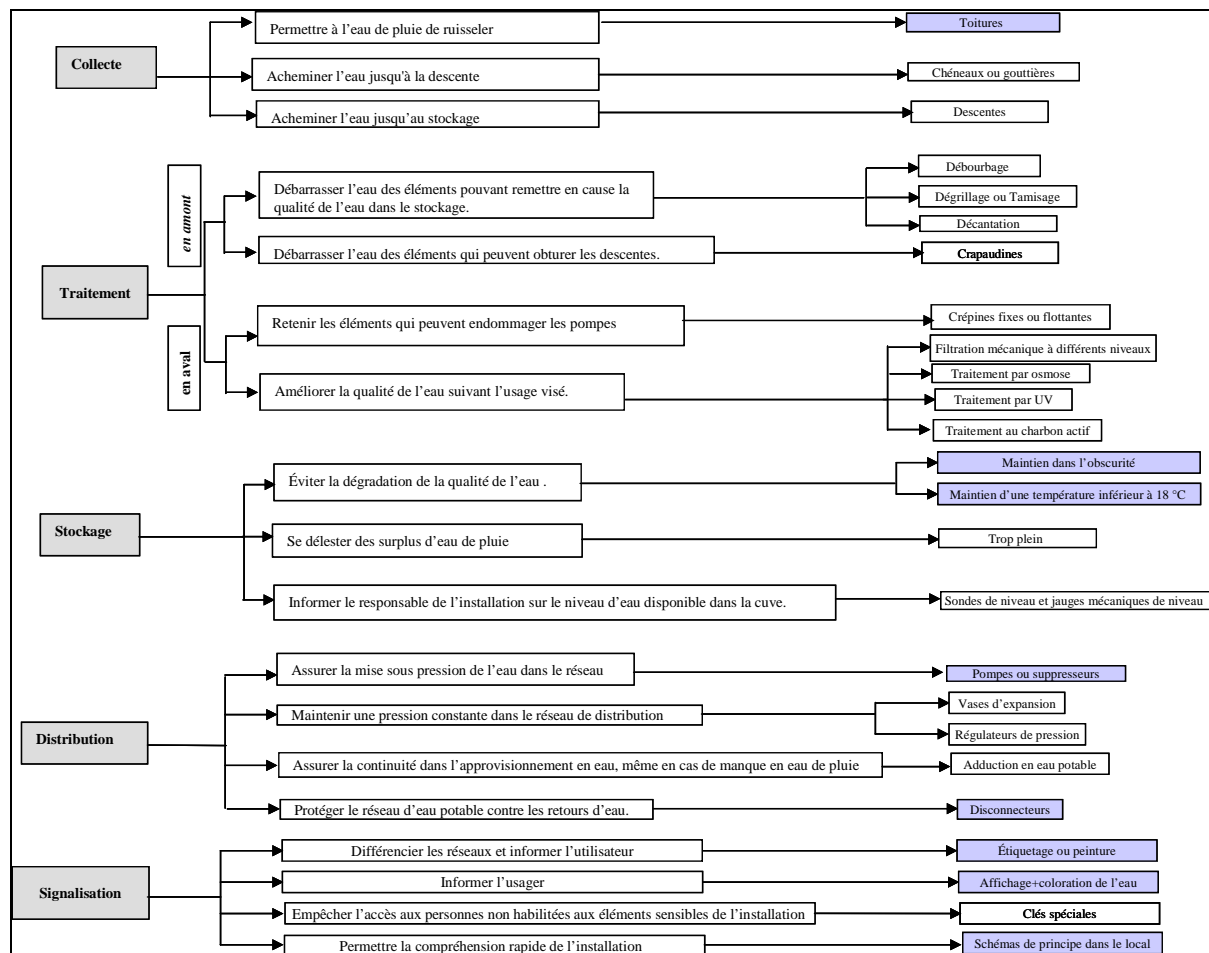 Collecte
Permettre à l'eau de pluie de ruisseler
Toitures
Acheminer l'eau jusqu'à la descente
Chéneaux ou gouttières
Acheminer l'eau jusqu'au stockage
Descentes
Traitement
en amont
Débarrasser l'eau des éléments pouvant remettre en cause la
qualité de l'eau dans le stockage.
Débourbage
Dégrillage ou Tamisage
Décantation
Débarrasser l'eau des éléments qui peuvent obturer les descentes.
Crapaudines
en aval
Retenir les éléments qui peuvent endommager les pompes
Crépines fixes ou flottantes
Améliorer la qualité de l'eau suivant l'usage visé.
Filtration mécanique à différents niveaux
Traitement par osmose
Traitement par UV
Traitement au charbon actif
Stockage
Éviter la dégradation de la qualité de l'eau .
Maintien dans l'obscurité
Maintien d'une température inférieur à 18 °C
Se délester des surplus d'eau de pluie
Trop plein
Informer le responsable de l'installation sur le niveau d'eau disponible dans la cuve.
Sondes de niveau et jauges mécaniques de niveau
Distribution
Assurer la mise sous pression de l'eau dans le réseau
Pompes ou suppresseurs
Maintenir une pression constante dans le réseau de distribution
Vases d'expansion
Régulateurs de pression
Assurer la continuité dans l'approvisionnement en eau, même en cas de manque en eau de pluie
Adduction en eau potable
Protéger le réseau d'eau potable contre les retours d'eau.
Disconnecteurs
Signalisation
Différencier les réseaux et informer l'utilisateur
Étiquetage ou peinture
Informer l'usager
Affichage+coloration de l'eau
Empêcher l'accès aux personnes non habilitées aux éléments sensibles de l'installation
Clés spéciales
Permettre la compréhension rapide de l'installation
Schémas de principe dans le local